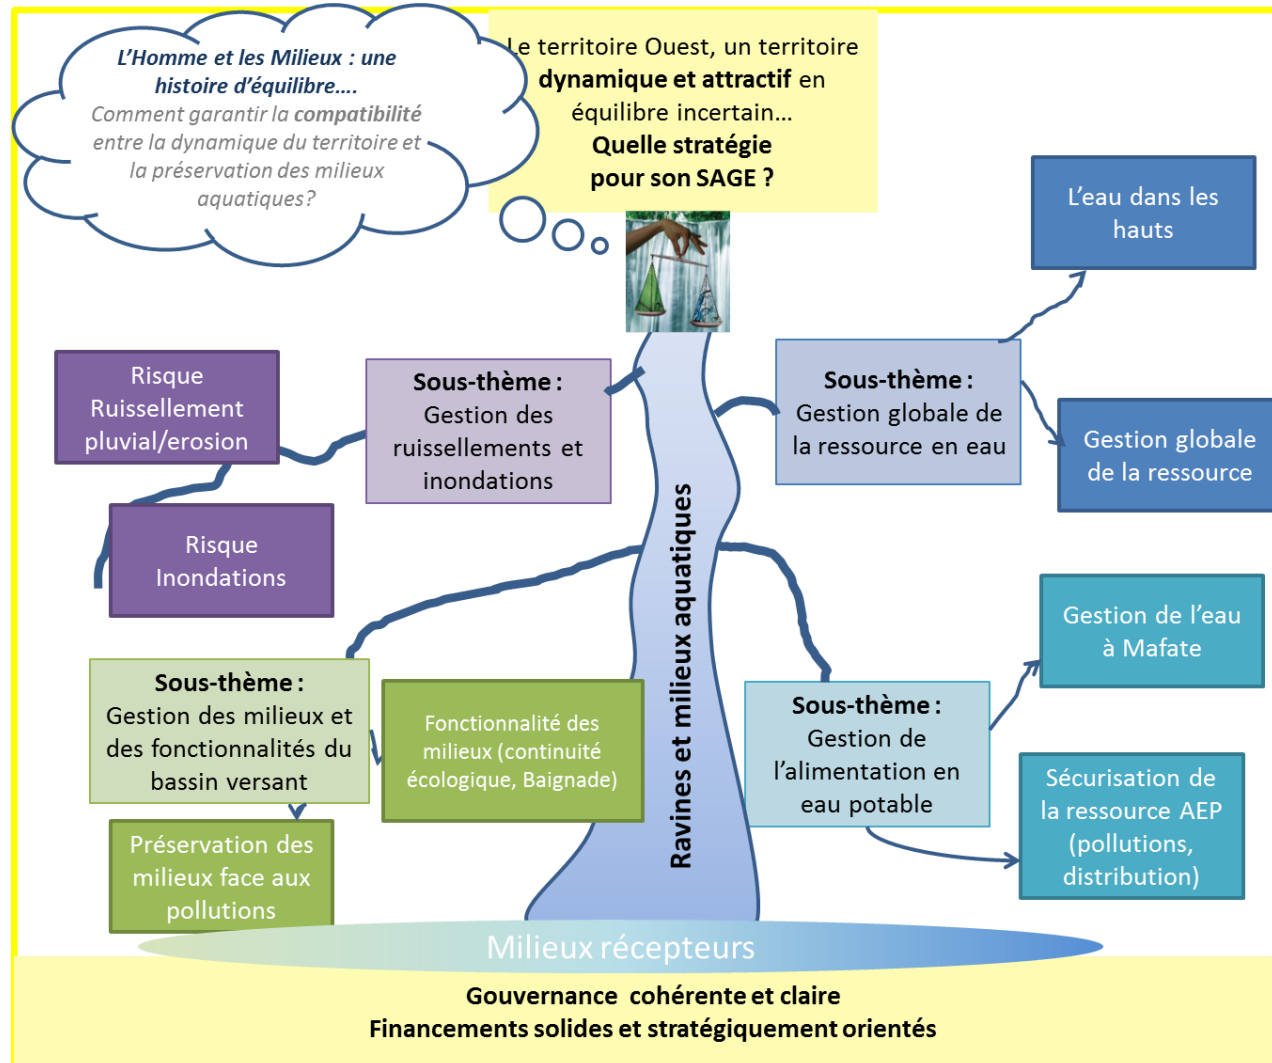 L'Homme et les Milieux : une
histoire d'équilibre....
Comment garantir la compatibilité
entre la dynamique du territoire et
la préservation des milieux
aquatiques?
Le territoire Ouest, un territoire
dynamique et attractif en
équilibre incertain...
Quelle stratégie
pour son SAGE ?
L'eau dans les
hauts
Risque
Ruissellement
pluvial/erosion
Sous-thème :
Gestion des
ruissellements et
inondations
Sous-thème :
Gestion globale de
la ressource en eau
Gestion globale
de la ressource
Risque
Inondations
Ravines et milieux aquatiques
Gestion de l'eau
à Mafate
Sous-thème :
Gestion des milieux et
des fonctionnalités du
bassin versant
Fonctionnalité des
milieux (continuité
écologique, Baignade)
Sous-thème :
Gestion de
l'alimentation en
eau potable
Sécurisation de
la ressource AEP
(pollutions,
distribution)
Préservation des
milieux face aux
pollutions
Milieux récepteurs
Gouvernance cohérente et claire
Financements solides et stratégiquement orientés